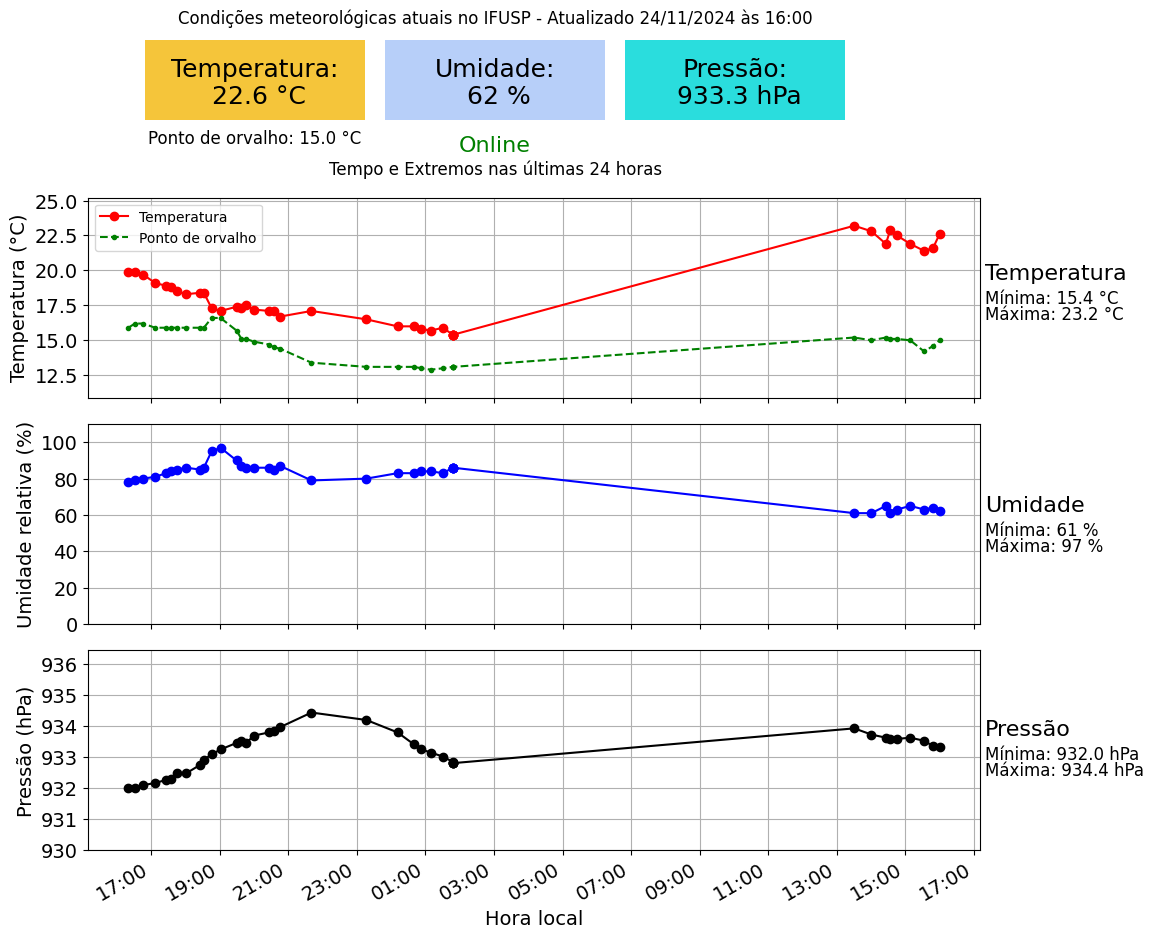 Condições meteorológicas atuais no IFUSP - Atualizado 24/11/2024 às 16:00
Temperatura:
22.6 °C
Umidade:
62 %
Pressão:
933.3 hPa
Ponto de orvalho: 15.0 °C
Online
Tempo e Extremos nas últimas 24 horas
Temperatura (°C)
25.0
22.5
20.0
17.5
15.0
12.5
Temperatura
Ponto de orvalho
Temperatura
Mínima: 15.4 °C
Máxima: 23.2 °C
Umidade relativa (%)
100
80
60
40
20
0
Umidade
Mínima: 61 %
Máxima: 97 %
Pressão (hPa)
936
935
934
933
932
931
930
Pressão
Mínima: 932.0 hPa
Máxima: 934.4 hPa
17:00 19:00 21:00 23:00 01:00 03:00 05:00 07:00 09:00 11:00 13:00 15:00 17:00
Hora local